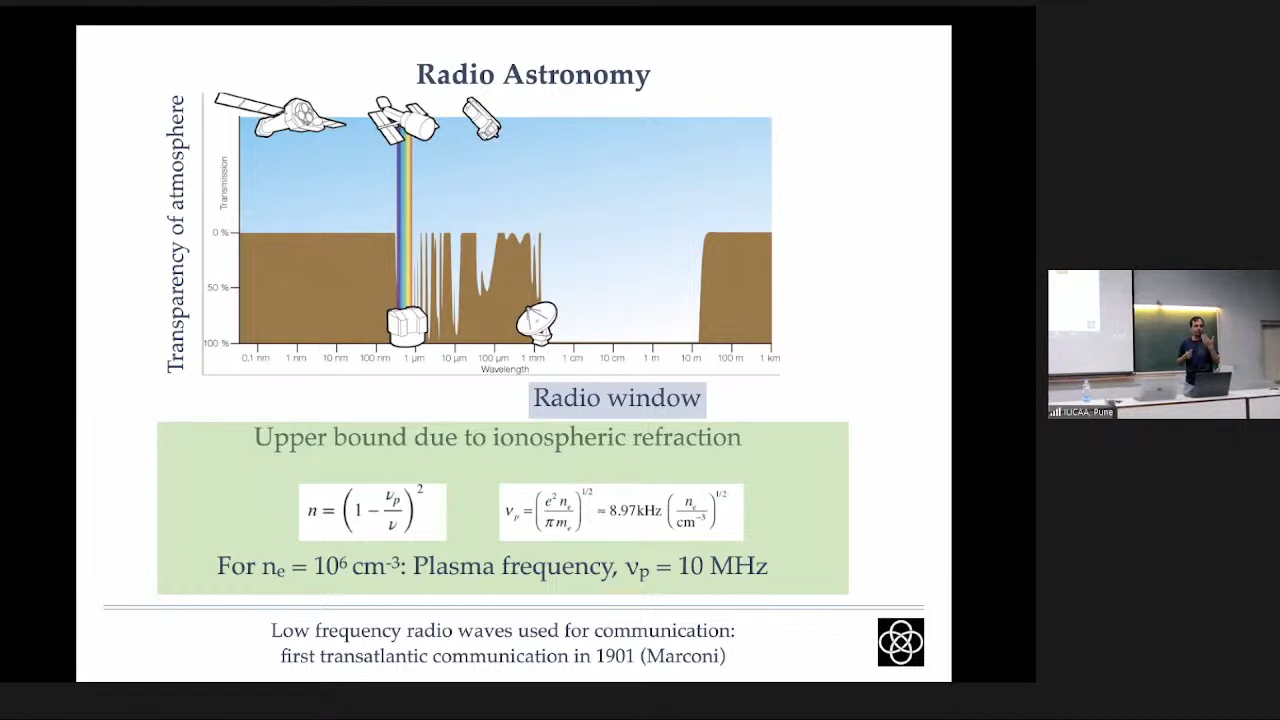 Radio Astronomy
Transparency of atmosphere
Transmission
0 %
50 %
100 %
0.1 nm 1 nm 10 nm 100 nm 1 μm 10 μm 100 μm 1 mm 1 cm 10 cm 1 m 10 m 100 m 1 km
Wavelength
Radio window
Upper bound due to ionospheric refraction
n = (1 − νp/ν)²
νp = (e² nₑ / π mₑ)^1/2 ≈ 8.97kHz (nₑ / cm⁻³)^1/2
For nₑ = 10⁶ cm⁻³: Plasma frequency, νp = 10 MHz
Low frequency radio waves used for communication:
first transatlantic communication in 1901 (Marconi)
IUCAA, Pune